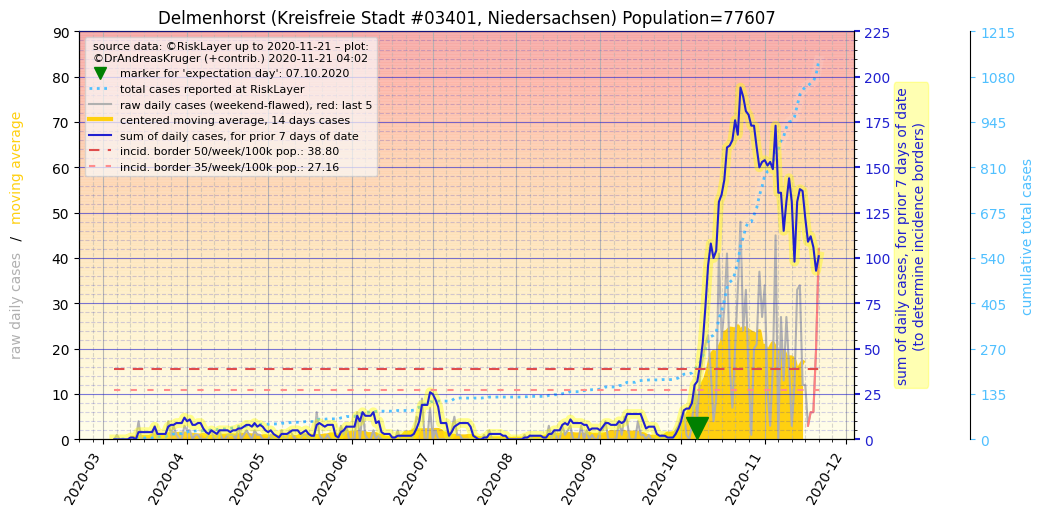 Delmenhorst (Kreisfreie Stadt #03401, Niedersachsen) Population=77607
source data: ©RiskLayer up to 2020-11-21 – plot:
©DrAndreasKruger (+contrib.) 2020-11-21 04:02
marker for 'expectation day': 07.10.2020
total cases reported at RiskLayer
raw daily cases (weekend-flawed), red: last 5
centered moving average, 14 days cases
sum of daily cases, for prior 7 days of date
incid. border 50/week/100k pop.: 38.80
incid. border 35/week/100k pop.: 27.16
raw daily cases / moving average
90
80
70
60
50
40
30
20
10
0
225
200
175
150
125
100
75
50
25
0
sum of daily cases, for prior 7 days of date
(to determine incidence borders)
1215
1080
945
810
675
540
405
270
135
0
cumulative total cases
2020-03
2020-04
2020-05
2020-06
2020-07
2020-08
2020-09
2020-10
2020-11
2020-12